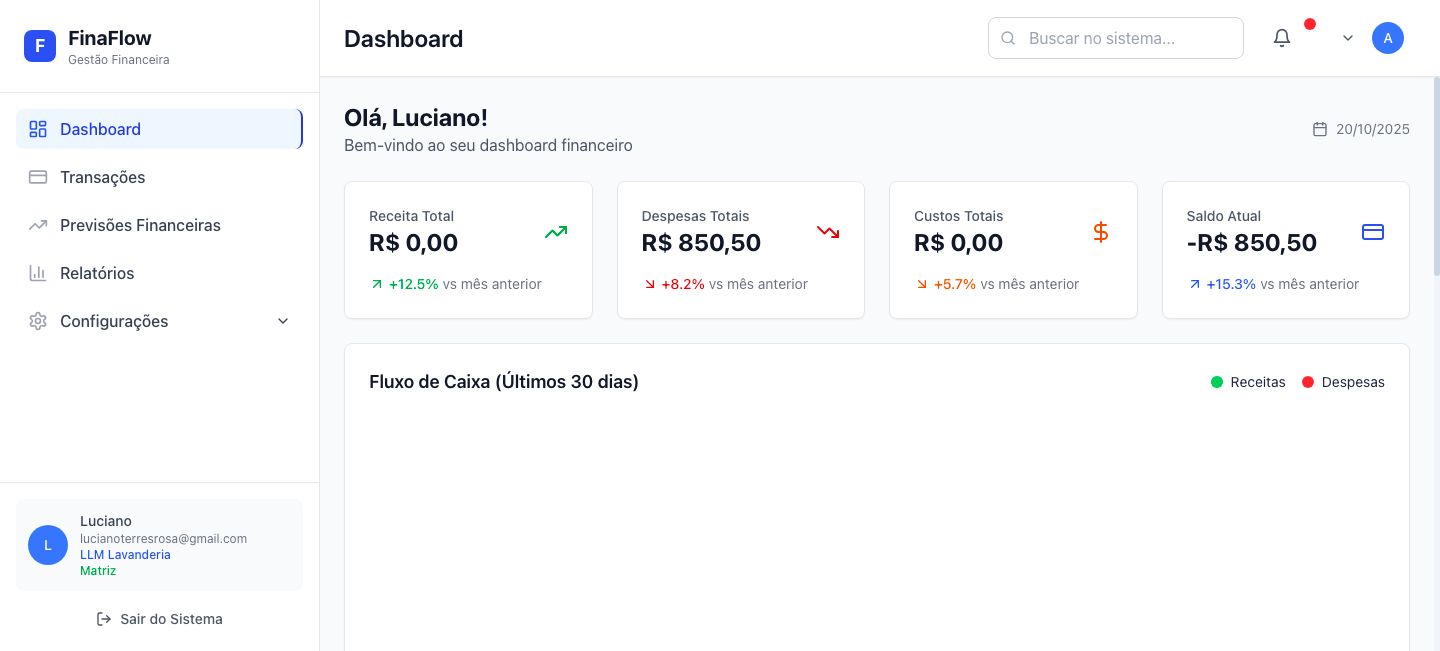 F
FinaFlow
Gestão Financeira
Dashboard
Transações
Previsões Financeiras
Relatórios
Configurações
L
Luciano
lucianoterresrosa@gmail.com
LLM Lavanderia
Matriz
Sair do Sistema
Dashboard
Buscar no sistema...
A
Olá, Luciano!
Bem-vindo ao seu dashboard financeiro
20/10/2025
Receita Total
R$ 0,00
+12.5% vs mês anterior
Despesas Totais
R$ 850,50
+8.2% vs mês anterior
Custos Totais
R$ 0,00
+5.7% vs mês anterior
Saldo Atual
-R$ 850,50
+15.3% vs mês anterior
Fluxo de Caixa (Últimos 30 dias)
Receitas
Despesas